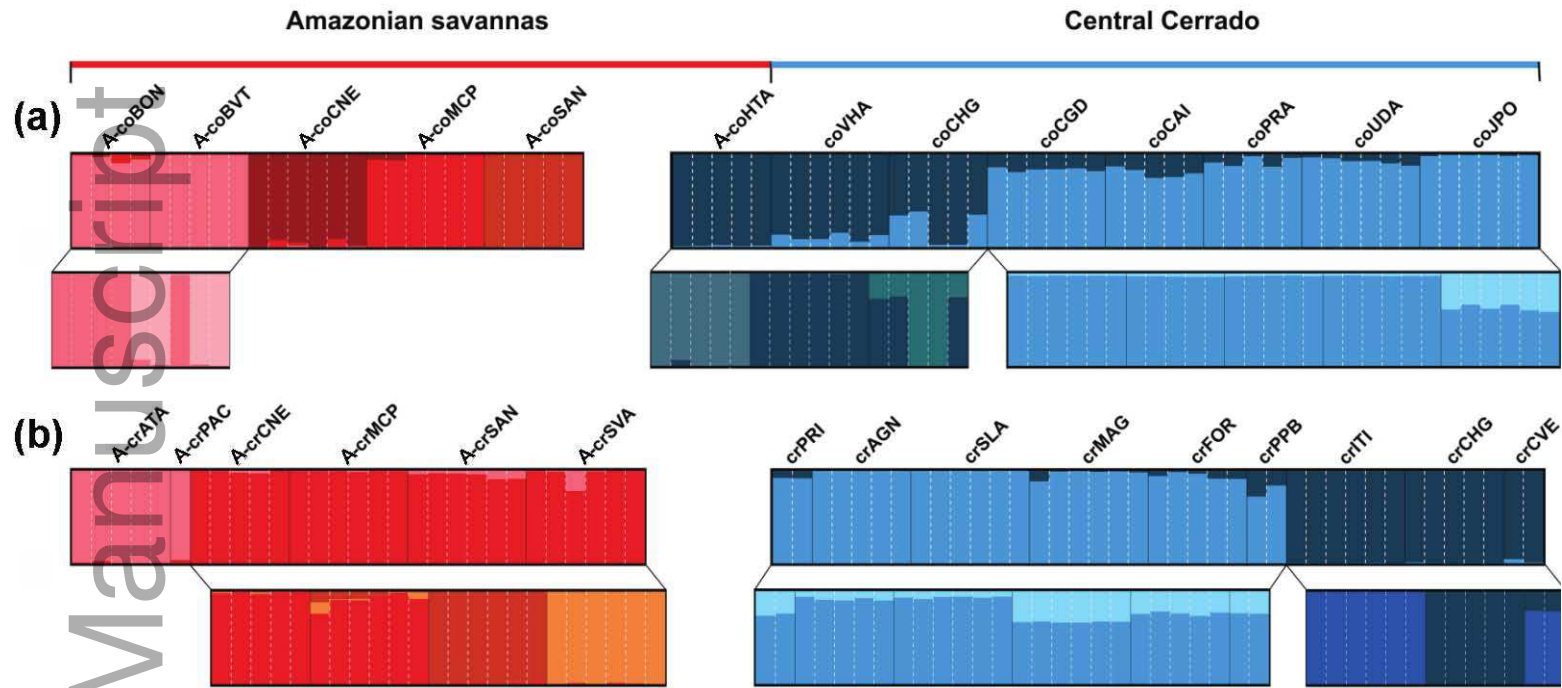 Amazonian savannas
Central Cerrado
(a)
A-coBON
A-coBVT
A-coCNE
A-coMCP
A-coSAN
A-coHTA
coVHA
coCHG
coCGD
coCAI
coPRA
coUDA
coJPO
(b)
A-crATA
A-crPAC
A-crCNE
A-crMCP
A-crSAN
A-crSVA
crPRI
crAGN
crSLA
crMAG
crFOR
crPPB
crITI
crCHG
crCVE
Manuscript